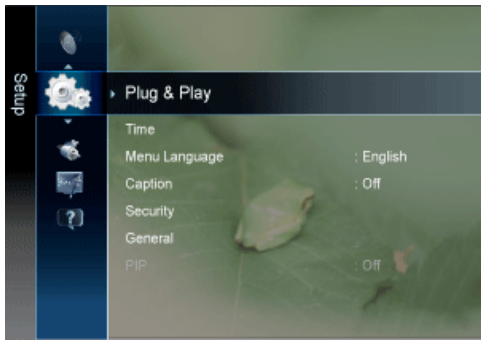 Setup
Plug & Play
Time
Menu Language : English
Caption : Off
Security
General
PIP : Off